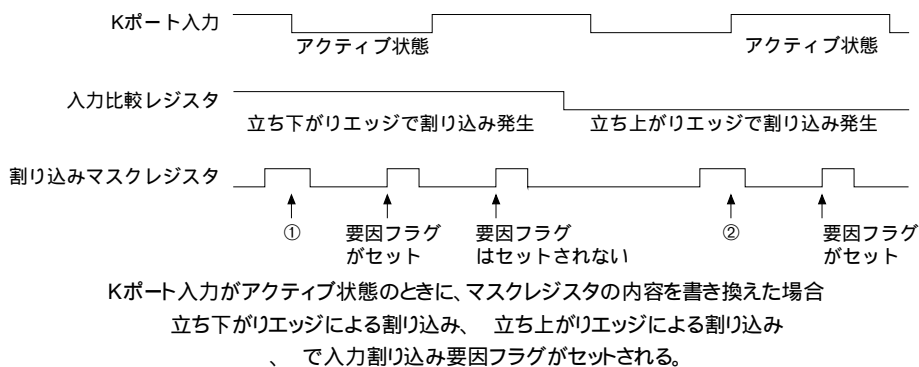 Kポート入力
アクティブ状態 アクティブ状態
入力比較レジスタ
立ち下がりエッジで割り込み発生 立ち上がりエッジで割り込み発生
割り込みマスクレジスタ
① 要因フラグ 要因フラグ ② 要因フラグ
がセット はセットされない がセット
Kポート入力がアクティブ状態のときに、マスクレジスタの内容を書き換えた場合
立ち下がりエッジによる割り込み、 立ち上がりエッジによる割り込み
、 で入力割り込み要因フラグがセットされる。